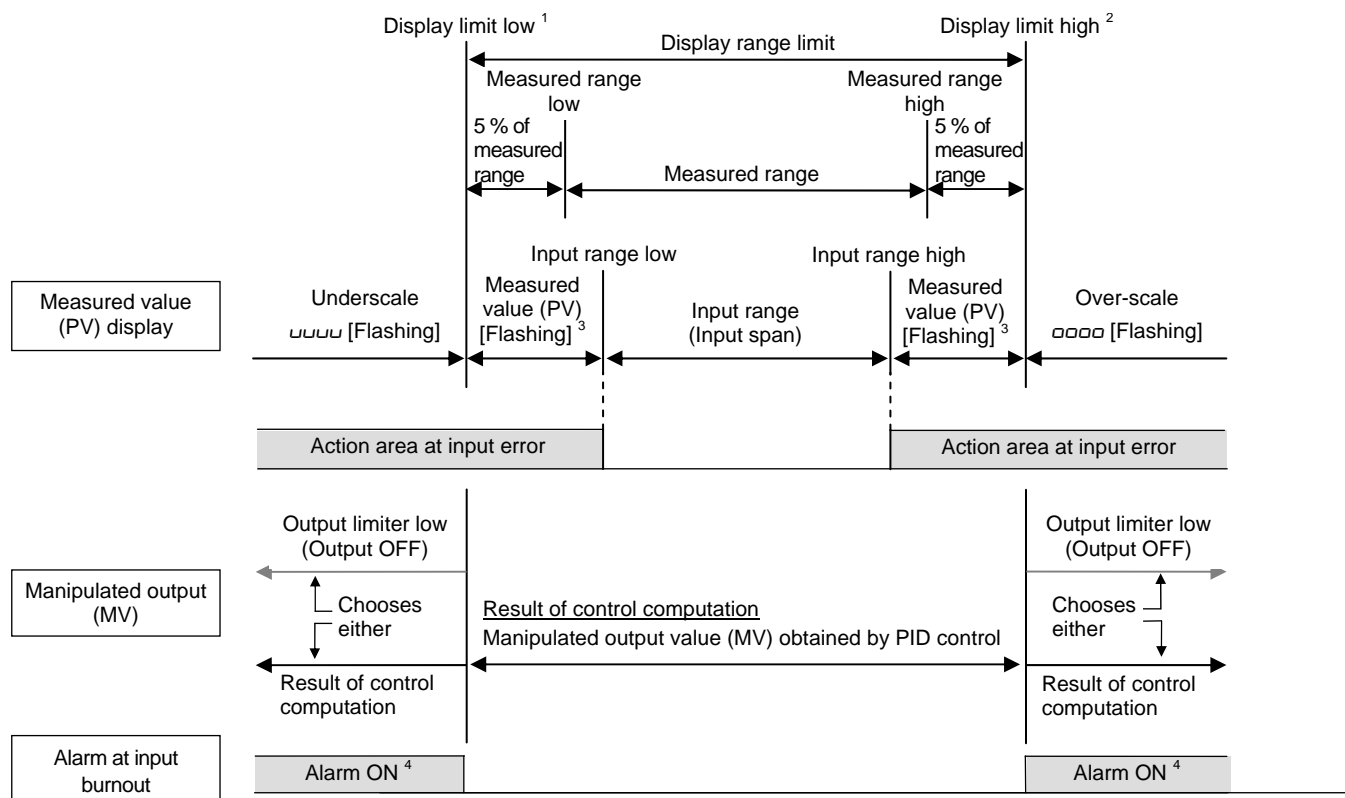 Display limit low 1
Display limit high 2
Display range limit
Measured range
low
Measured range
high
5 % of
measured
range
5 % of
measured
range
Measured range
Input range low
Input range high
Measured value
(PV) display
Underscale
uuuu [Flashing]
Measured
value (PV)
[Flashing] 3
Input range
(Input span)
Measured
value (PV)
[Flashing] 3
Over-scale
oooo [Flashing]
Action area at input error
Action area at input error
Output limiter low
(Output OFF)
Output limiter low
(Output OFF)
Manipulated output
(MV)
Chooses
either
Result of control computation
Manipulated output value (MV) obtained by PID control
Chooses
either
Result of control
computation
Result of control
computation
Alarm at input
burnout
Alarm ON 4
Alarm ON 4